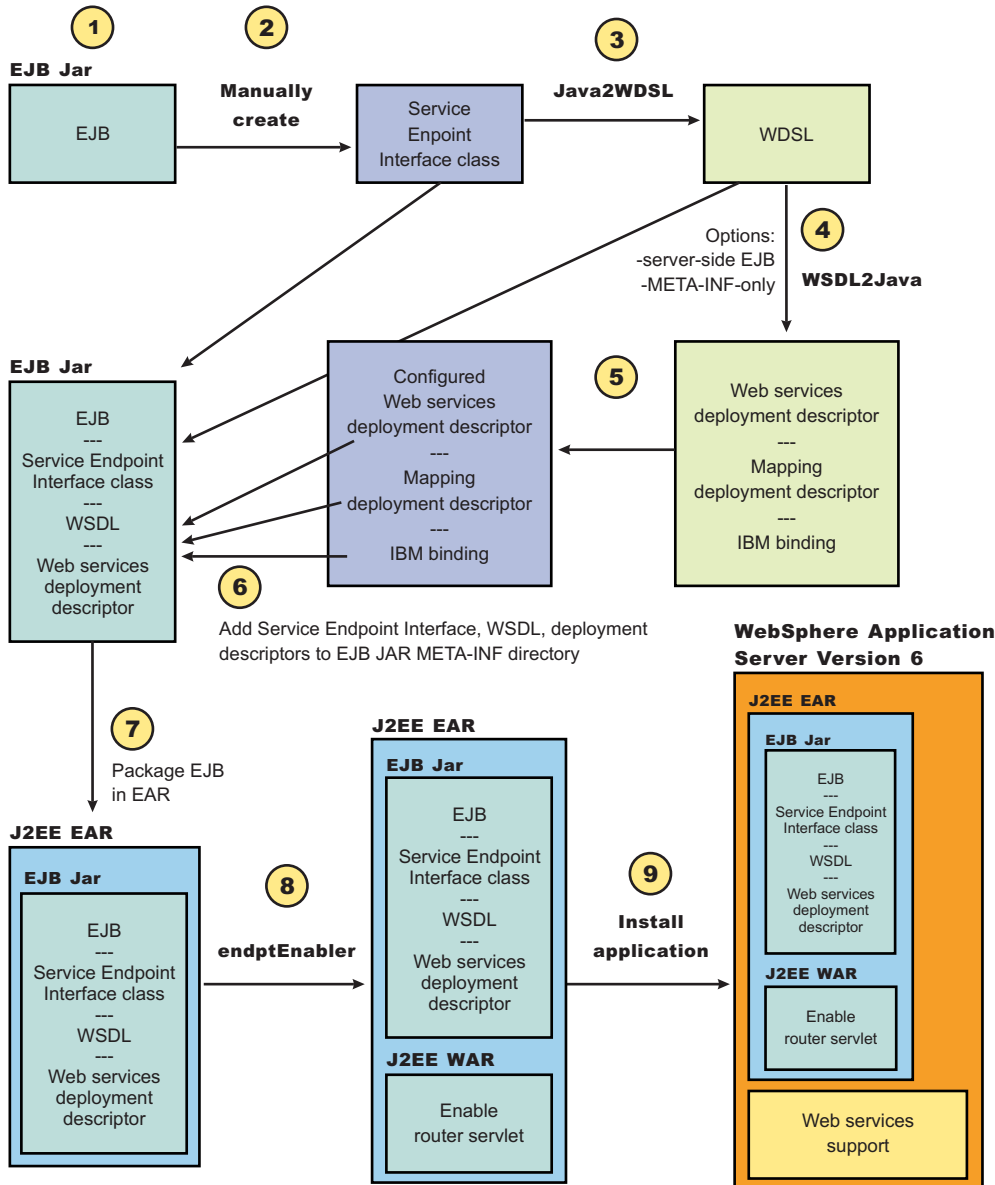 1
2
3
EJB Jar
EJB
Manually
create
Service
Enpoint
Interface class
Java2WDSL
WDSL
4
Options:
-server-side EJB
-META-INF-only
WSDL2Java
EJB Jar
EJB
---
Service Endpoint
Interface class
---
WSDL
---
Web services
deployment
descriptor
Configured
Web services
deployment descriptor
---
Mapping
deployment descriptor
---
IBM binding
5
Web services
deployment descriptor
---
Mapping
deployment descriptor
---
IBM binding
6
Add Service Endpoint Interface, WSDL, deployment
descriptors to EJB JAR META-INF directory
7
Package EJB
in EAR
J2EE EAR
EJB Jar
EJB
---
Service Endpoint
Interface class
---
WSDL
---
Web services
deployment
descriptor
8
endptEnabler
J2EE EAR
EJB Jar
EJB
---
Service Endpoint
Interface class
---
WSDL
---
Web services
deployment
descriptor
J2EE WAR
Enable
router servlet
9
Install
application
WebSphere Application
Server Version 6
J2EE EAR
EJB Jar
EJB
---
Service Endpoint
Interface class
---
WSDL
---
Web services
deployment
descriptor
J2EE WAR
Enable
router servlet
Web services
support